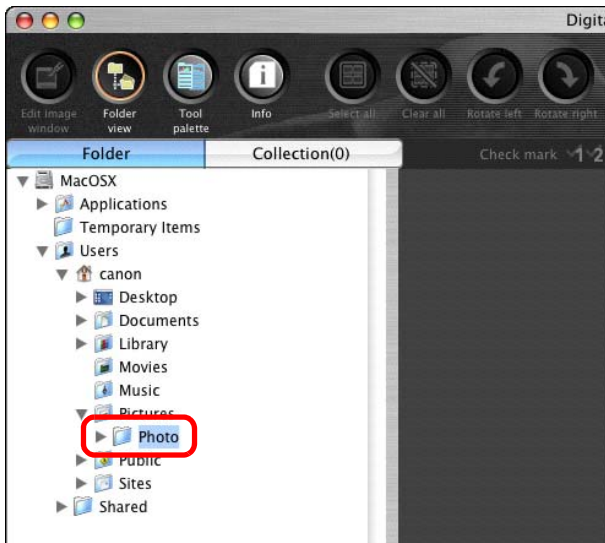 Digita
Edit image window
Folder view
Tool palette
Info
Select all
Clear all
Rotate left
Rotate right
Folder
Collection(0)
Check mark
1 2
MacOSX
Applications
Temporary Items
Users
canon
Desktop
Documents
Library
Movies
Music
Pictures
Photo
Public
Sites
Shared